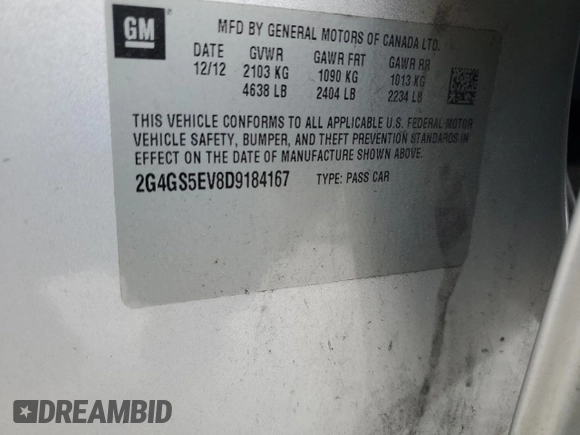 GM
MFD BY GENERAL MOTORS OF CANADA LTD.
DATE GVWR GAWR FRT GAWR RR
12/12 2103 KG 1090 KG 1013 KG
4638 LB 2404 LB 2234 LB
THIS VEHICLE CONFORMS TO ALL APPLICABLE U.S. FEDERAL MOTOR
VEHICLE SAFETY, BUMPER, AND THEFT PREVENTION STANDARDS IN
EFFECT ON THE DATE OF MANUFACTURE SHOWN ABOVE.
2G4GS5EV8D9184167 TYPE: PASS CAR
DREAMBID